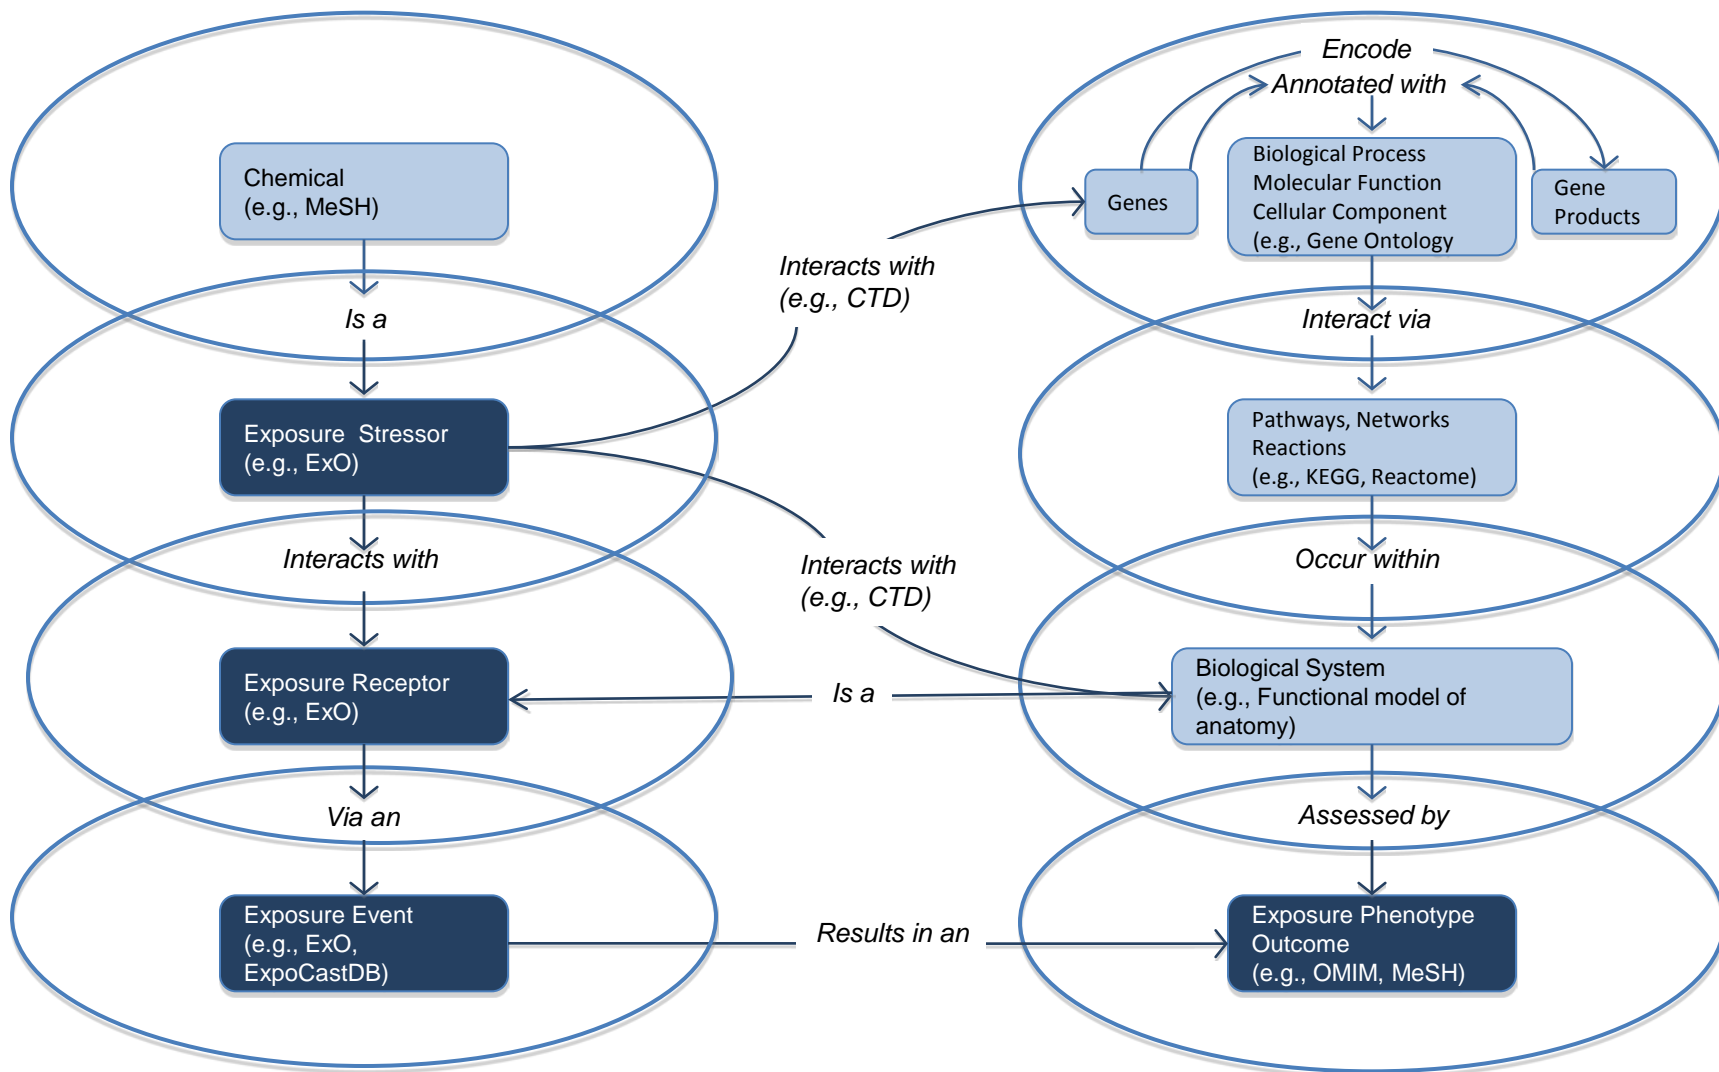 Chemical
(e.g., MeSH)
Is a
Exposure  Stressor
(e.g., ExO)
Interacts with
Exposure Receptor
(e.g., ExO)
Via an
Exposure Event
(e.g., ExO,
ExpoCastDB)
Interacts with
(e.g., CTD)
Interacts with
(e.g., CTD)
Is a
Results in an
Encode
Annotated with
Genes
Biological Process
Molecular Function
Cellular Component
(e.g., Gene Ontology
Gene
Products
Interact via
Pathways, Networks
Reactions
(e.g., KEGG, Reactome)
Occur within
Biological System
(e.g., Functional model of
anatomy)
Assessed by
Exposure Phenotype
Outcome
(e.g., OMIM, MeSH)